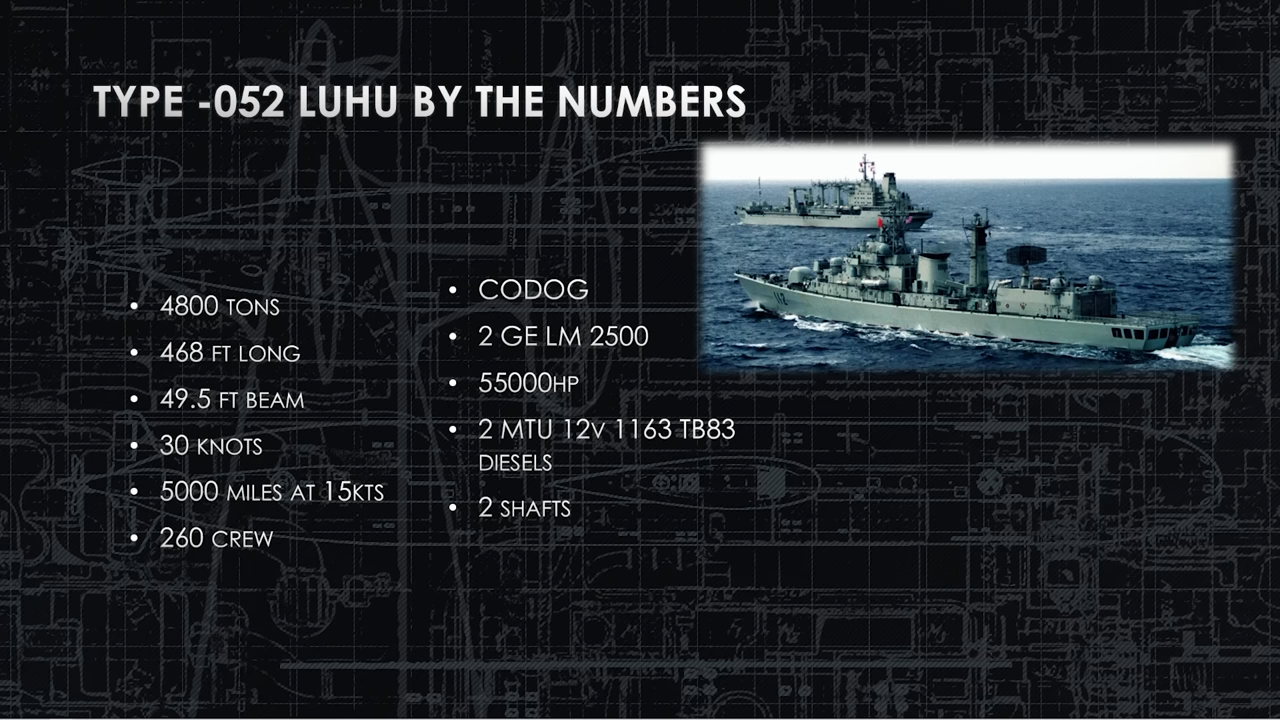 TYPE -052 LUHU BY THE NUMBERS
• 4800 TONS
• 468 FT LONG
• 49.5 FT BEAM
• 30 KNOTS
• 5000 MILES AT 15KTS
• 260 CREW
• CODOG
• 2 GE LM 2500
• 55000HP
• 2 MTU 12V 1163 TB83
DIESELS
• 2 SHAFTS
112